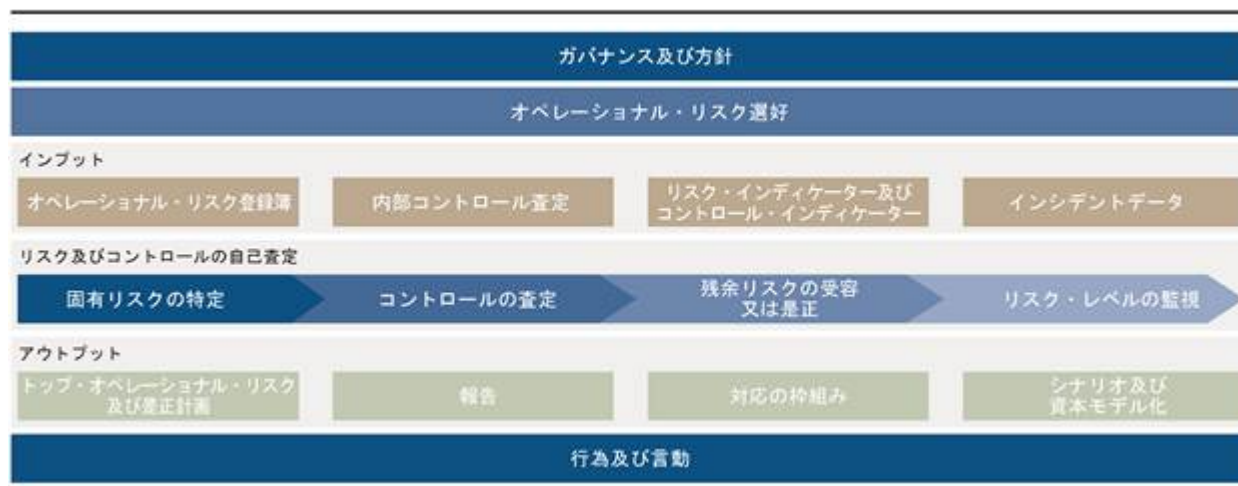 ガバナンス及び方針
オペレーショナル・リスク選好
インプット
オペレーショナル・リスク登録簿
内部コントロール査定
リスク・インディケーター及び
コントロール・インディケーター
インシデントデータ
リスク及びコントロールの自己査定
固有リスクの特定
コントロールの査定
残余リスクの受容
又は是正
リスク・レベルの監視
アウトプット
トップ・オペレーショナル・リスク
及び是正計画
報告
対応の枠組み
シナリオ及び
資本モデル化
行為及び言動